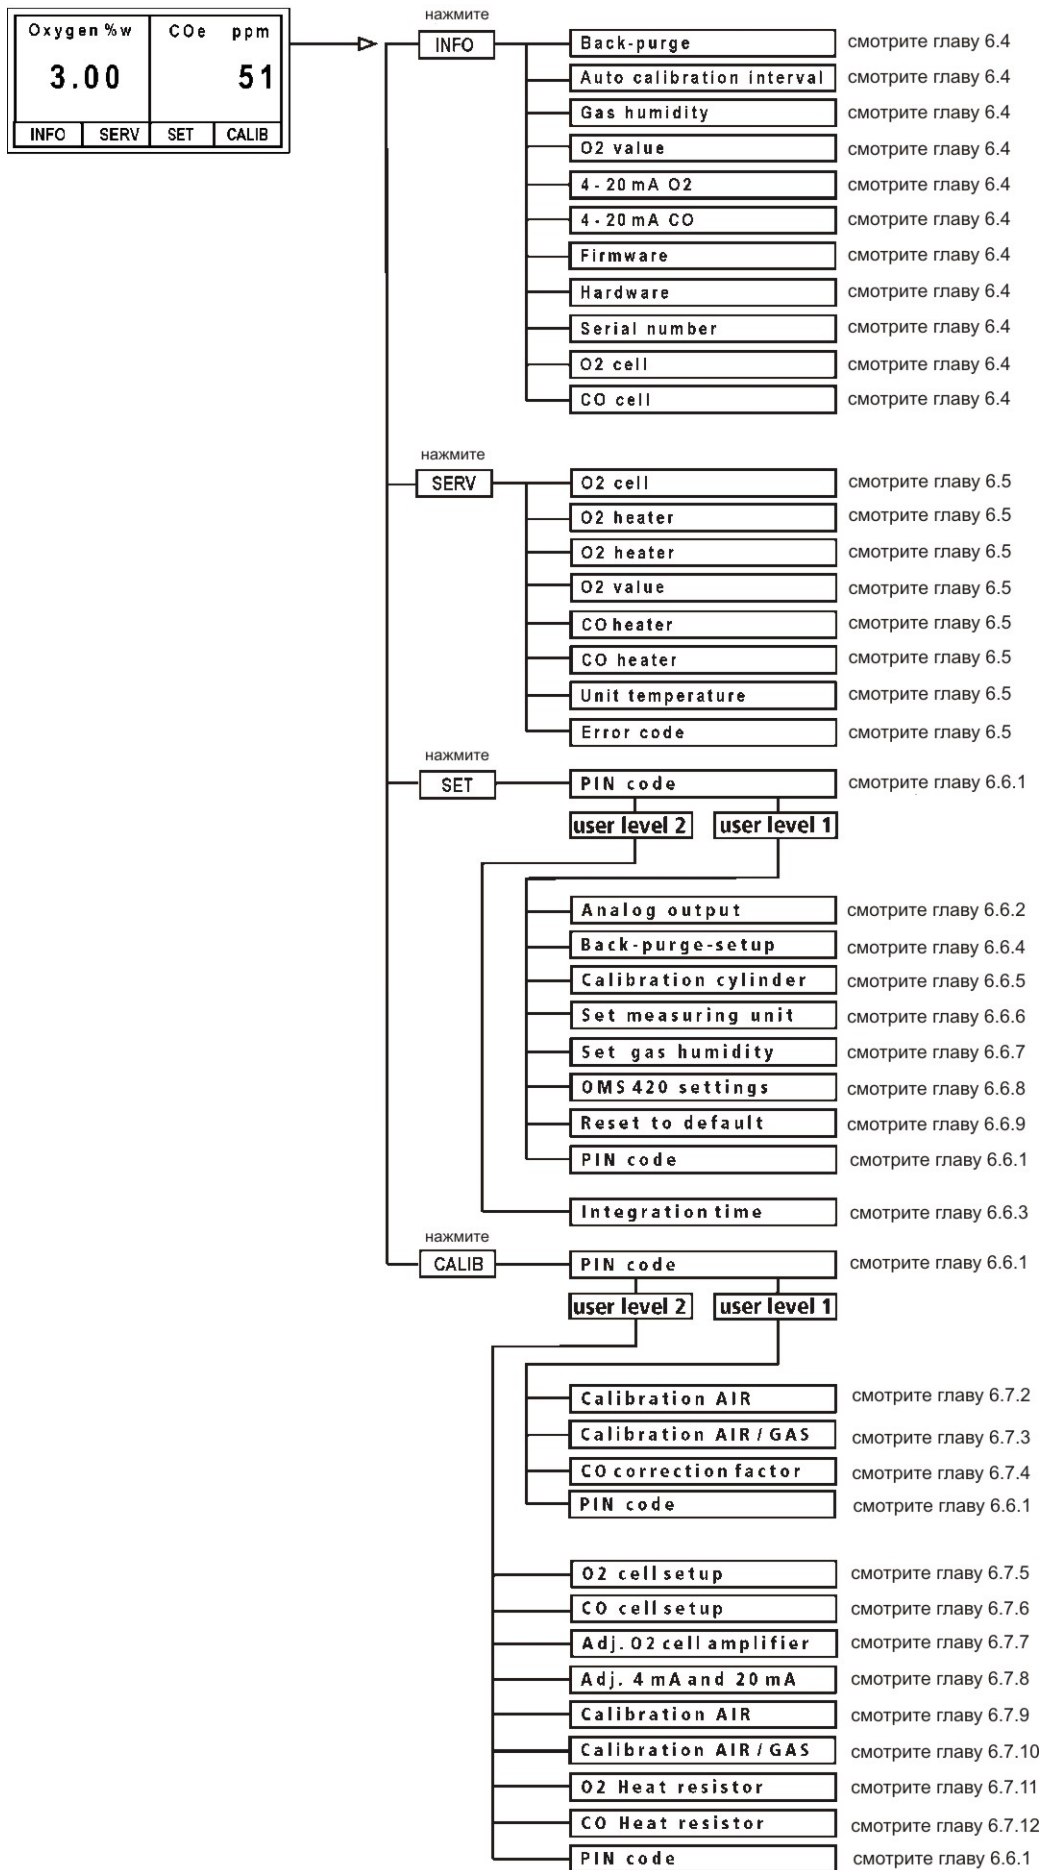 Oxygen %w COe ppm
3.00 51
INFO SERV SET CALIB
нажмите
INFO
Back-purge смотрите главу 6.4
Auto calibration interval смотрите главу 6.4
Gas humidity смотрите главу 6.4
O2 value смотрите главу 6.4
4-20 mA O2 смотрите главу 6.4
4-20 mA CO смотрите главу 6.4
Firmware смотрите главу 6.4
Hardware смотрите главу 6.4
Serial number смотрите главу 6.4
O2 cell смотрите главу 6.4
CO cell смотрите главу 6.4
нажмите
SERV
O2 cell смотрите главу 6.5
O2 heater смотрите главу 6.5
O2 heater смотрите главу 6.5
O2 value смотрите главу 6.5
CO heater смотрите главу 6.5
CO heater смотрите главу 6.5
Unit temperature смотрите главу 6.5
Error code смотрите главу 6.5
нажмите
SET
PIN code смотрите главу 6.6.1
user level 2 user level 1
Analog output смотрите главу 6.6.2
Back-purge-setup смотрите главу 6.6.4
Calibration cylinder смотрите главу 6.6.5
Set measuring unit смотрите главу 6.6.6
Set gas humidity смотрите главу 6.6.7
OMS 420 settings смотрите главу 6.6.8
Reset to default смотрите главу 6.6.9
PIN code смотрите главу 6.6.1
Integration time смотрите главу 6.6.3
нажмите
CALIB
PIN code смотрите главу 6.6.1
user level 2 user level 1
Calibration AIR смотрите главу 6.7.2
Calibration AIR / GAS смотрите главу 6.7.3
CO correction factor смотрите главу 6.7.4
PIN code смотрите главу 6.6.1
O2 cell setup смотрите главу 6.7.5
CO cell setup смотрите главу 6.7.6
Adj. O2 cell amplifier смотрите главу 6.7.7
Adj. 4 mA and 20 mA смотрите главу 6.7.8
Calibration AIR смотрите главу 6.7.9
Calibration AIR / GAS смотрите главу 6.7.10
O2 Heat resistor смотрите главу 6.7.11
CO Heat resistor смотрите главу 6.7.12
PIN code смотрите главу 6.6.1